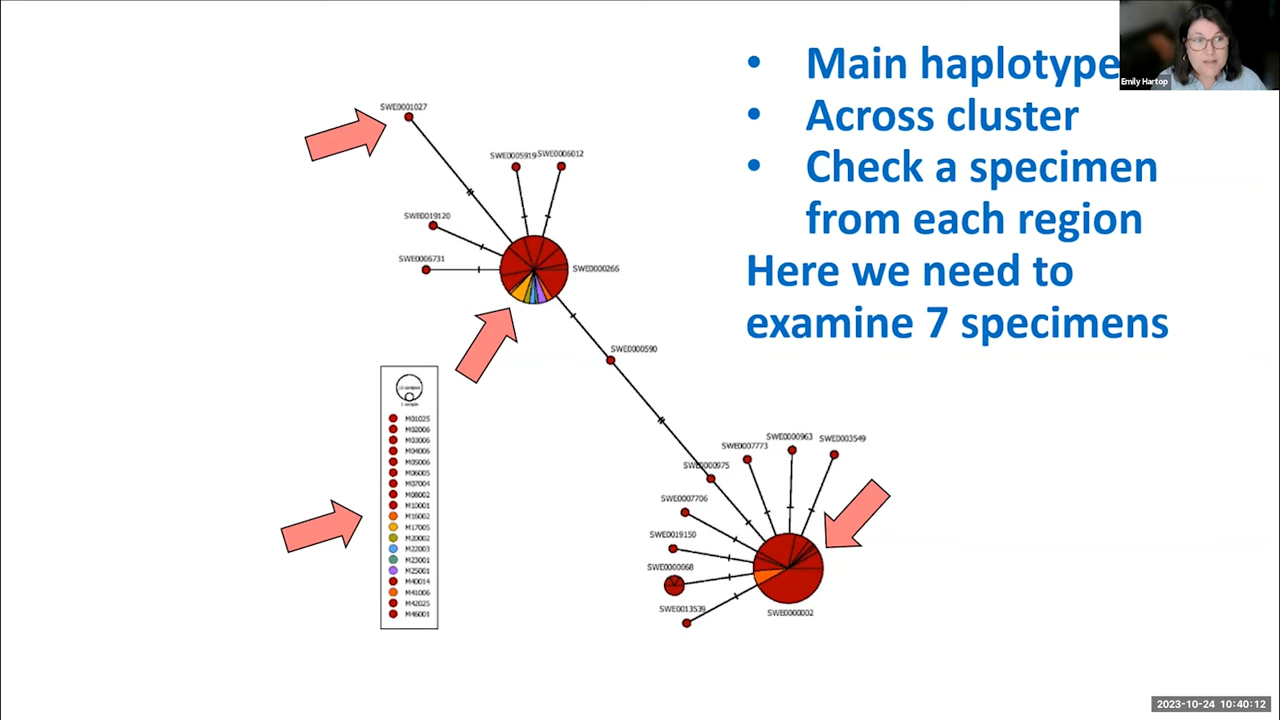 • Main haplotype
• Across cluster
• Check a specimen
from each region
Here we need to
examine 7 specimens
Emily Hartop
SWE0001027
SWE0005919
SWE0006012
SWE0019120
SWE0006731
SWE0000266
SWE0000590
SWE0000963
SWE0003549
SWE0007773
SWE0000975
SWE0007706
SWE0019150
SWE0000068
SWE0013539
SWE0000002
1 sample
M01025
M02006
M03006
M04006
M05006
M06005
M07004
M08002
M10001
M16002
M17005
M20002
M22003
M23001
M25001
M40014
M41006
M42025
M46001
2023-10-24 10:40:12